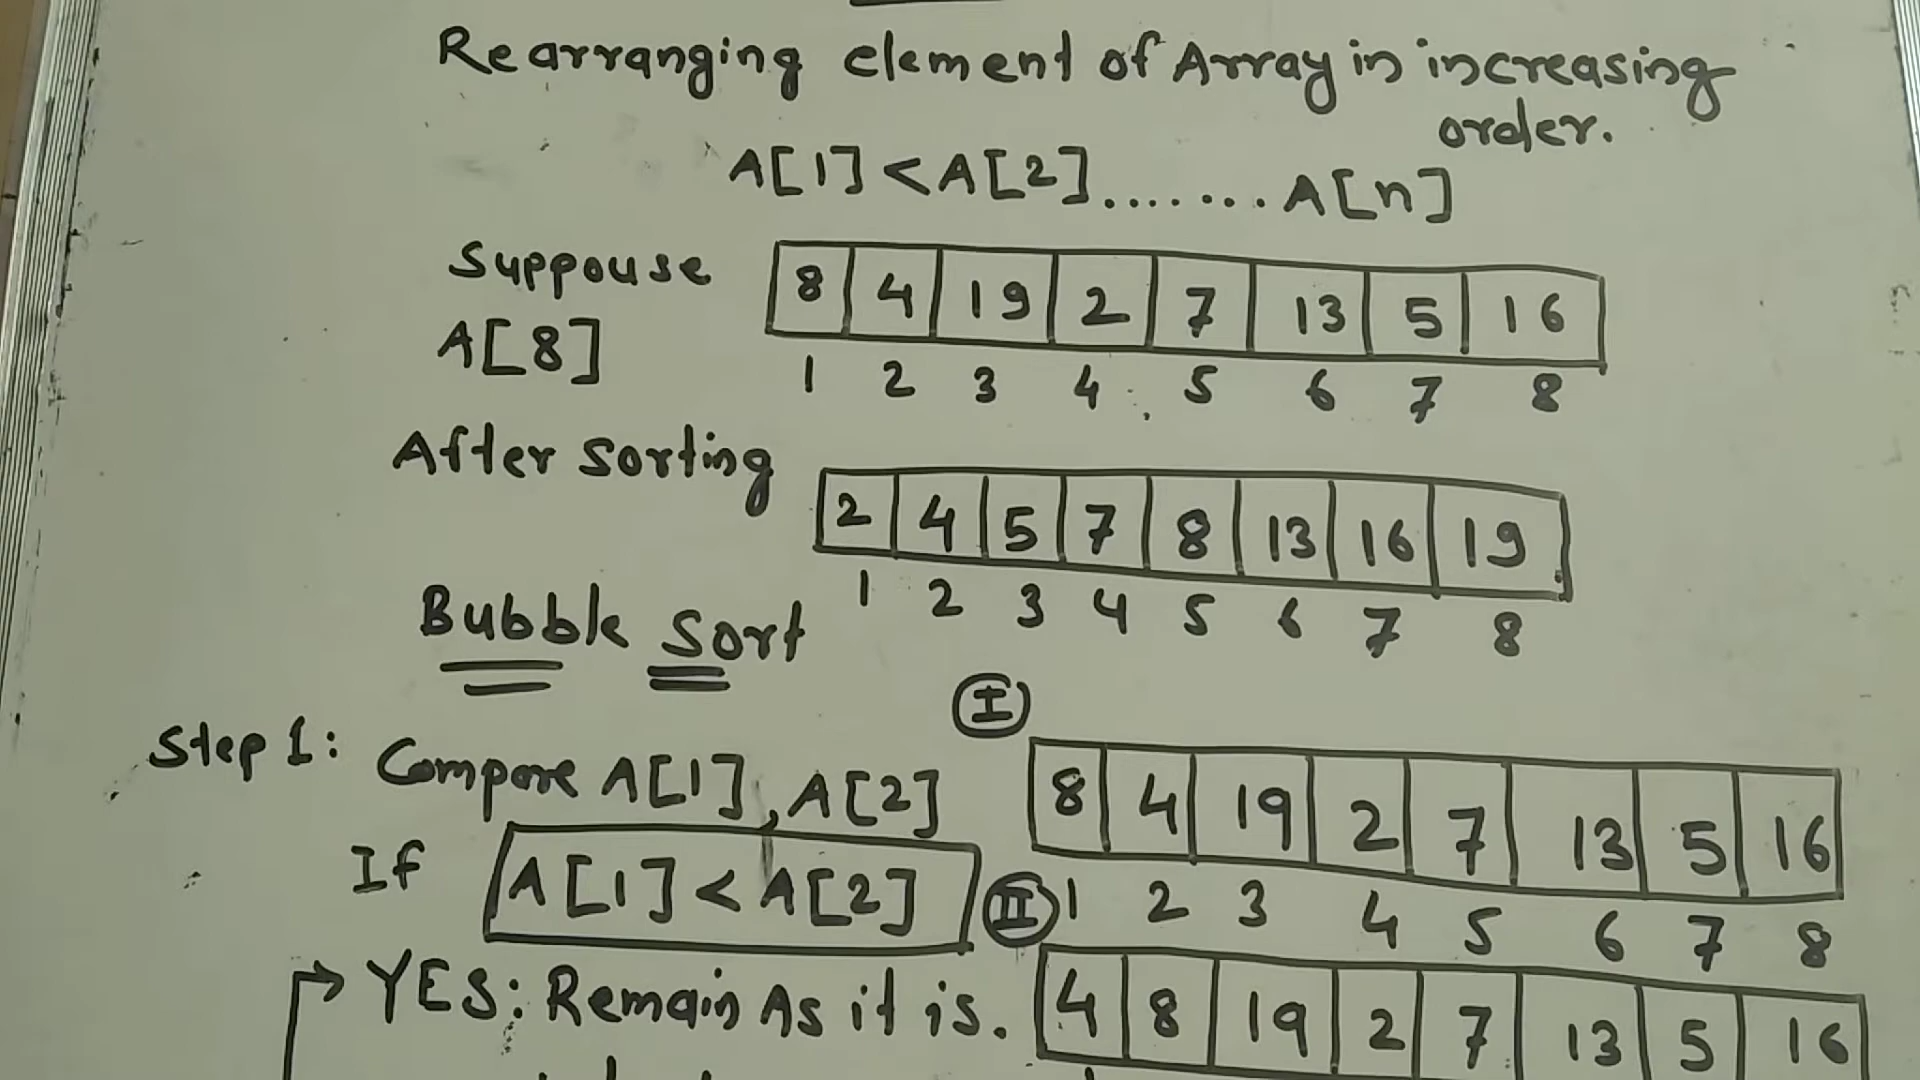 Rearranging element of Array in increasing
order.
A[1] < A[2]........A[n]
Suppouse
8 4 19 2 7 13 5 16
A[8]
1 2 3 4 5 6 7 8
After sorting
2 4 5 7 8 13 16 19
1 2 3 4 5 6 7 8
Bubble Sort
I
Step 1: Compare A[1], A[2]
8 4 19 2 7 13 5 16
If A[1] < A[2]
II
1 2 3 4 5 6 7 8
YES: Remain As it is.
4 8 19 2 7 13 5 16